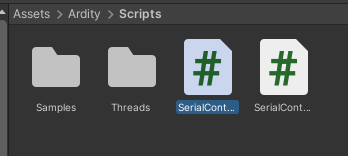 Assets > Ardity > Scripts
# #
Samples Threads SerialCont... SerialCont...